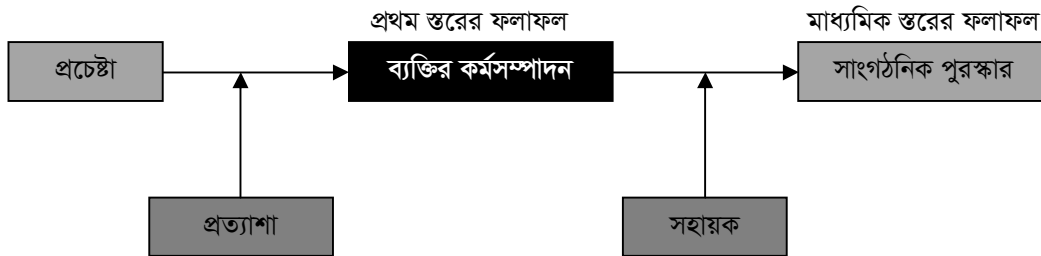 প্রথম স্তরের ফলাফল
মাধ্যমিক স্তরের ফলাফল
প্রচেষ্টা
ব্যক্তির কর্মসম্পাদন
সাংগঠনিক পুরস্কার
প্রত্যাশা
সহায়ক